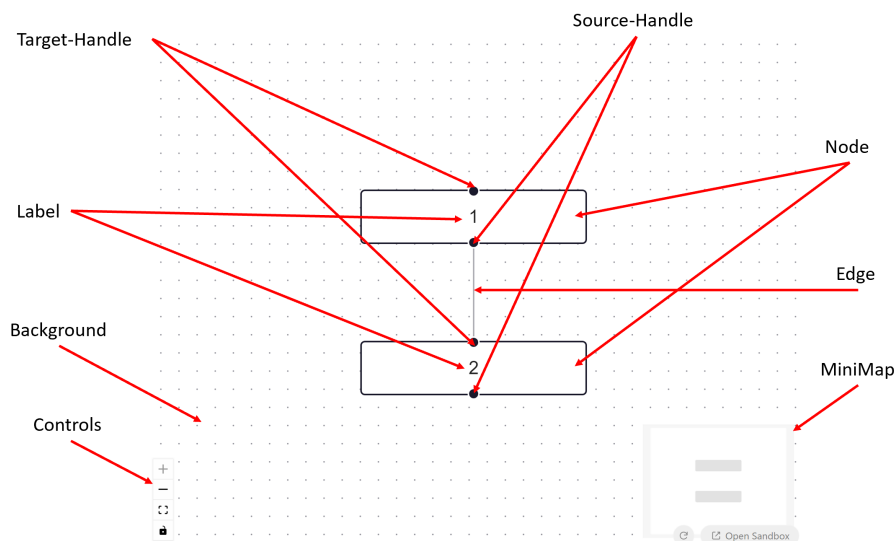 Source-Handle
Target-Handle
Node
Label
1
Edge
Background
2
MiniMap
Controls
Open Sandbox